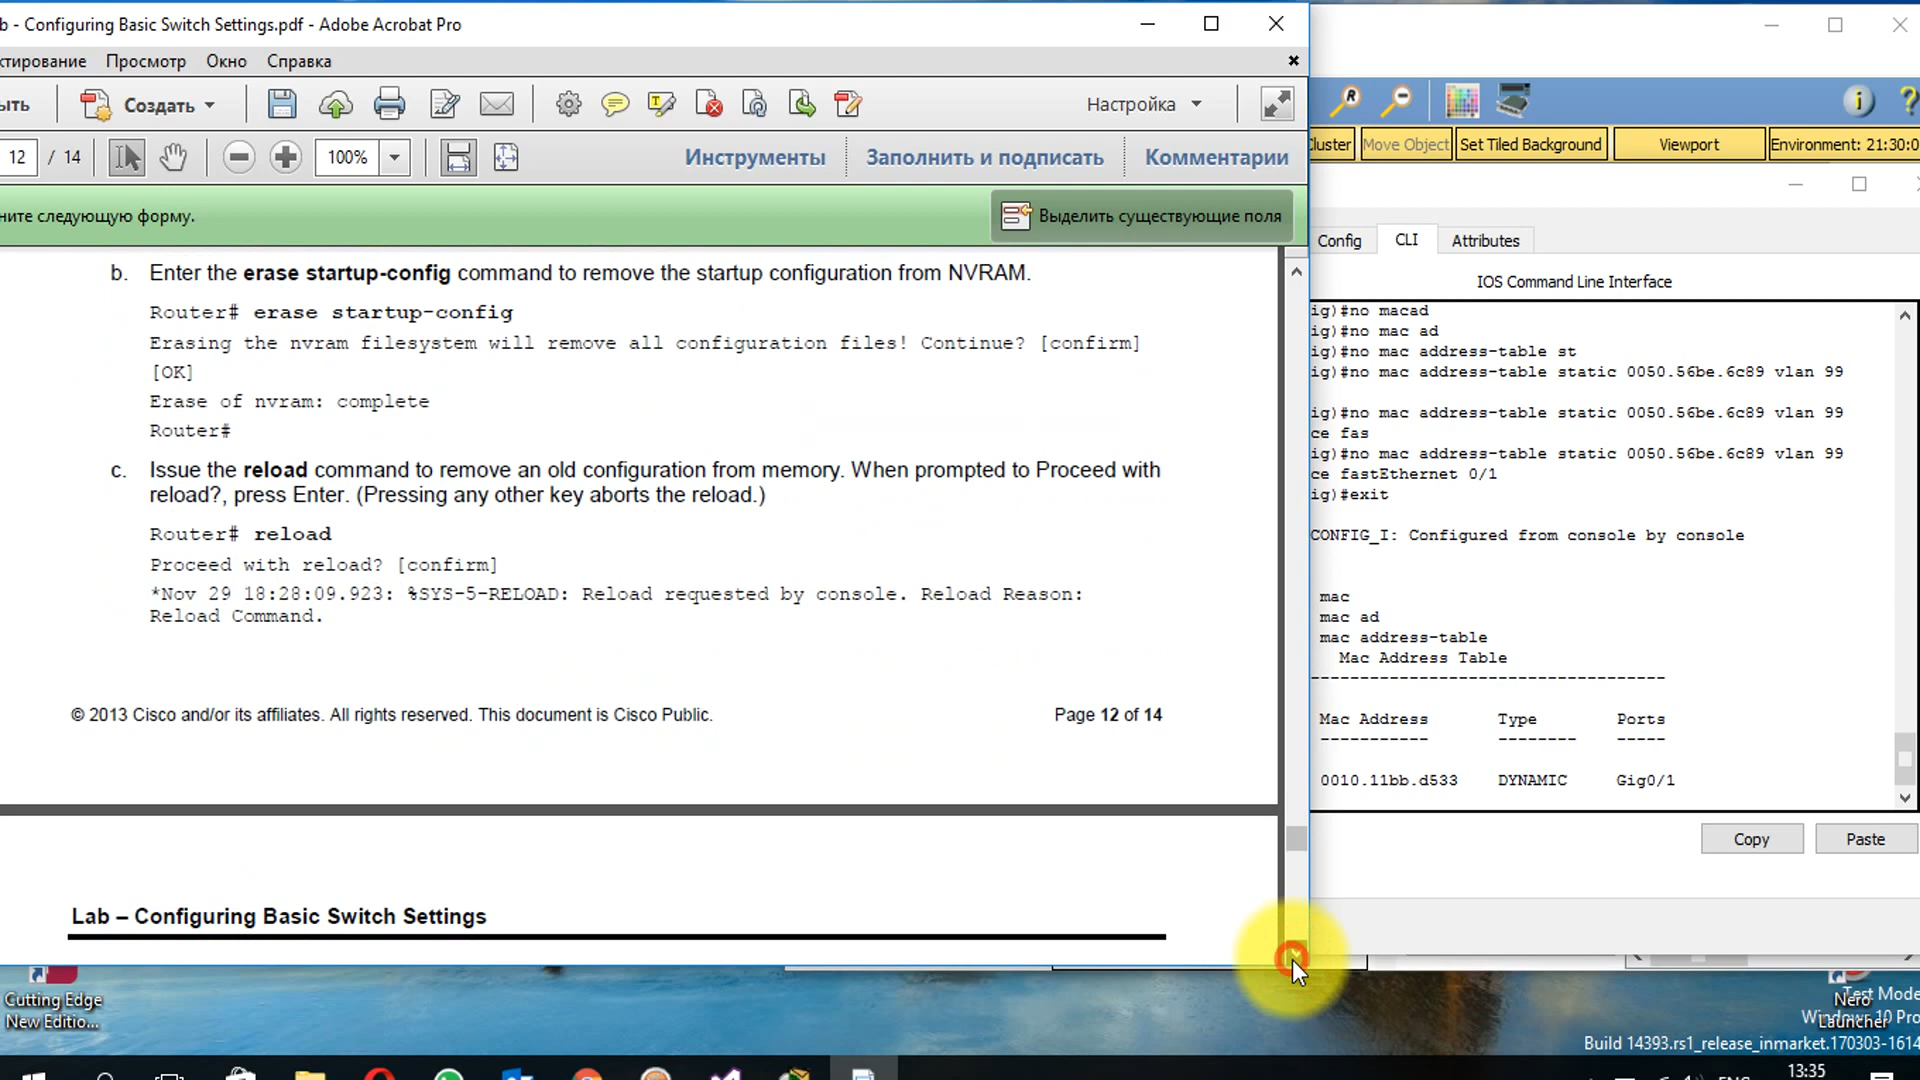 b - Configuring Basic Switch Settings.pdf - Adobe Acrobat Pro
ктирование Просмотр Окно Справка
ыть Создать Настройка
12 / 14 100% Инструменты Заполнить и подписать Комментарии
ните следующую форму. Выделить существующие поля
b. Enter the erase startup-config command to remove the startup configuration from NVRAM.
Router# erase startup-config
Erasing the nvram filesystem will remove all configuration files! Continue? [confirm]
[OK]
Erase of nvram: complete
Router#
c. Issue the reload command to remove an old configuration from memory. When prompted to Proceed with
reload?, press Enter. (Pressing any other key aborts the reload.)
Router# reload
Proceed with reload? [confirm]
*Nov 29 18:28:09.923: %SYS-5-RELOAD: Reload requested by console. Reload Reason:
Reload Command.
© 2013 Cisco and/or its affiliates. All rights reserved. This document is Cisco Public. Page 12 of 14
Lab – Configuring Basic Switch Settings
R
i ?
Cluster Move Object Set Tiled Background Viewport Environment: 21:30:0
Config CLI Attributes
IOS Command Line Interface
ig)#no macad
ig)#no mac ad
ig)#no mac address-table st
ig)#no mac address-table static 0050.56be.6c89 vlan 99
ig)#no mac address-table static 0050.56be.6c89 vlan 99
ce fas
ig)#no mac address-table static 0050.56be.6c89 vlan 99
ce fastEthernet 0/1
ig)#exit
CONFIG_I: Configured from console by console
mac
mac ad
mac address-table
Mac Address Table
-----------------------------------
Mac Address Type Ports
----------- -------- -----
0010.11bb.d533 DYNAMIC Gig0/1
Copy Paste
Cutting Edge
New Editio...
Nero
Launcher
Test Mode
Windows 10 Pro
Build 14393.rs1_release_inmarket.170303-1614
13:35